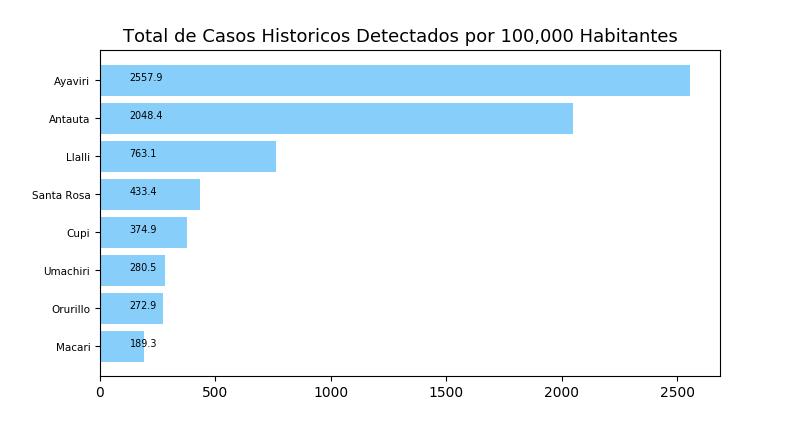 Total de Casos Historicos Detectados por 100,000 Habitantes
Ayaviri 2557.9
Antauta 2048.4
Llalli 763.1
Santa Rosa 433.4
Cupi 374.9
Umachiri 280.5
Orurillo 272.9
Macari 189.3
0 500 1000 1500 2000 2500